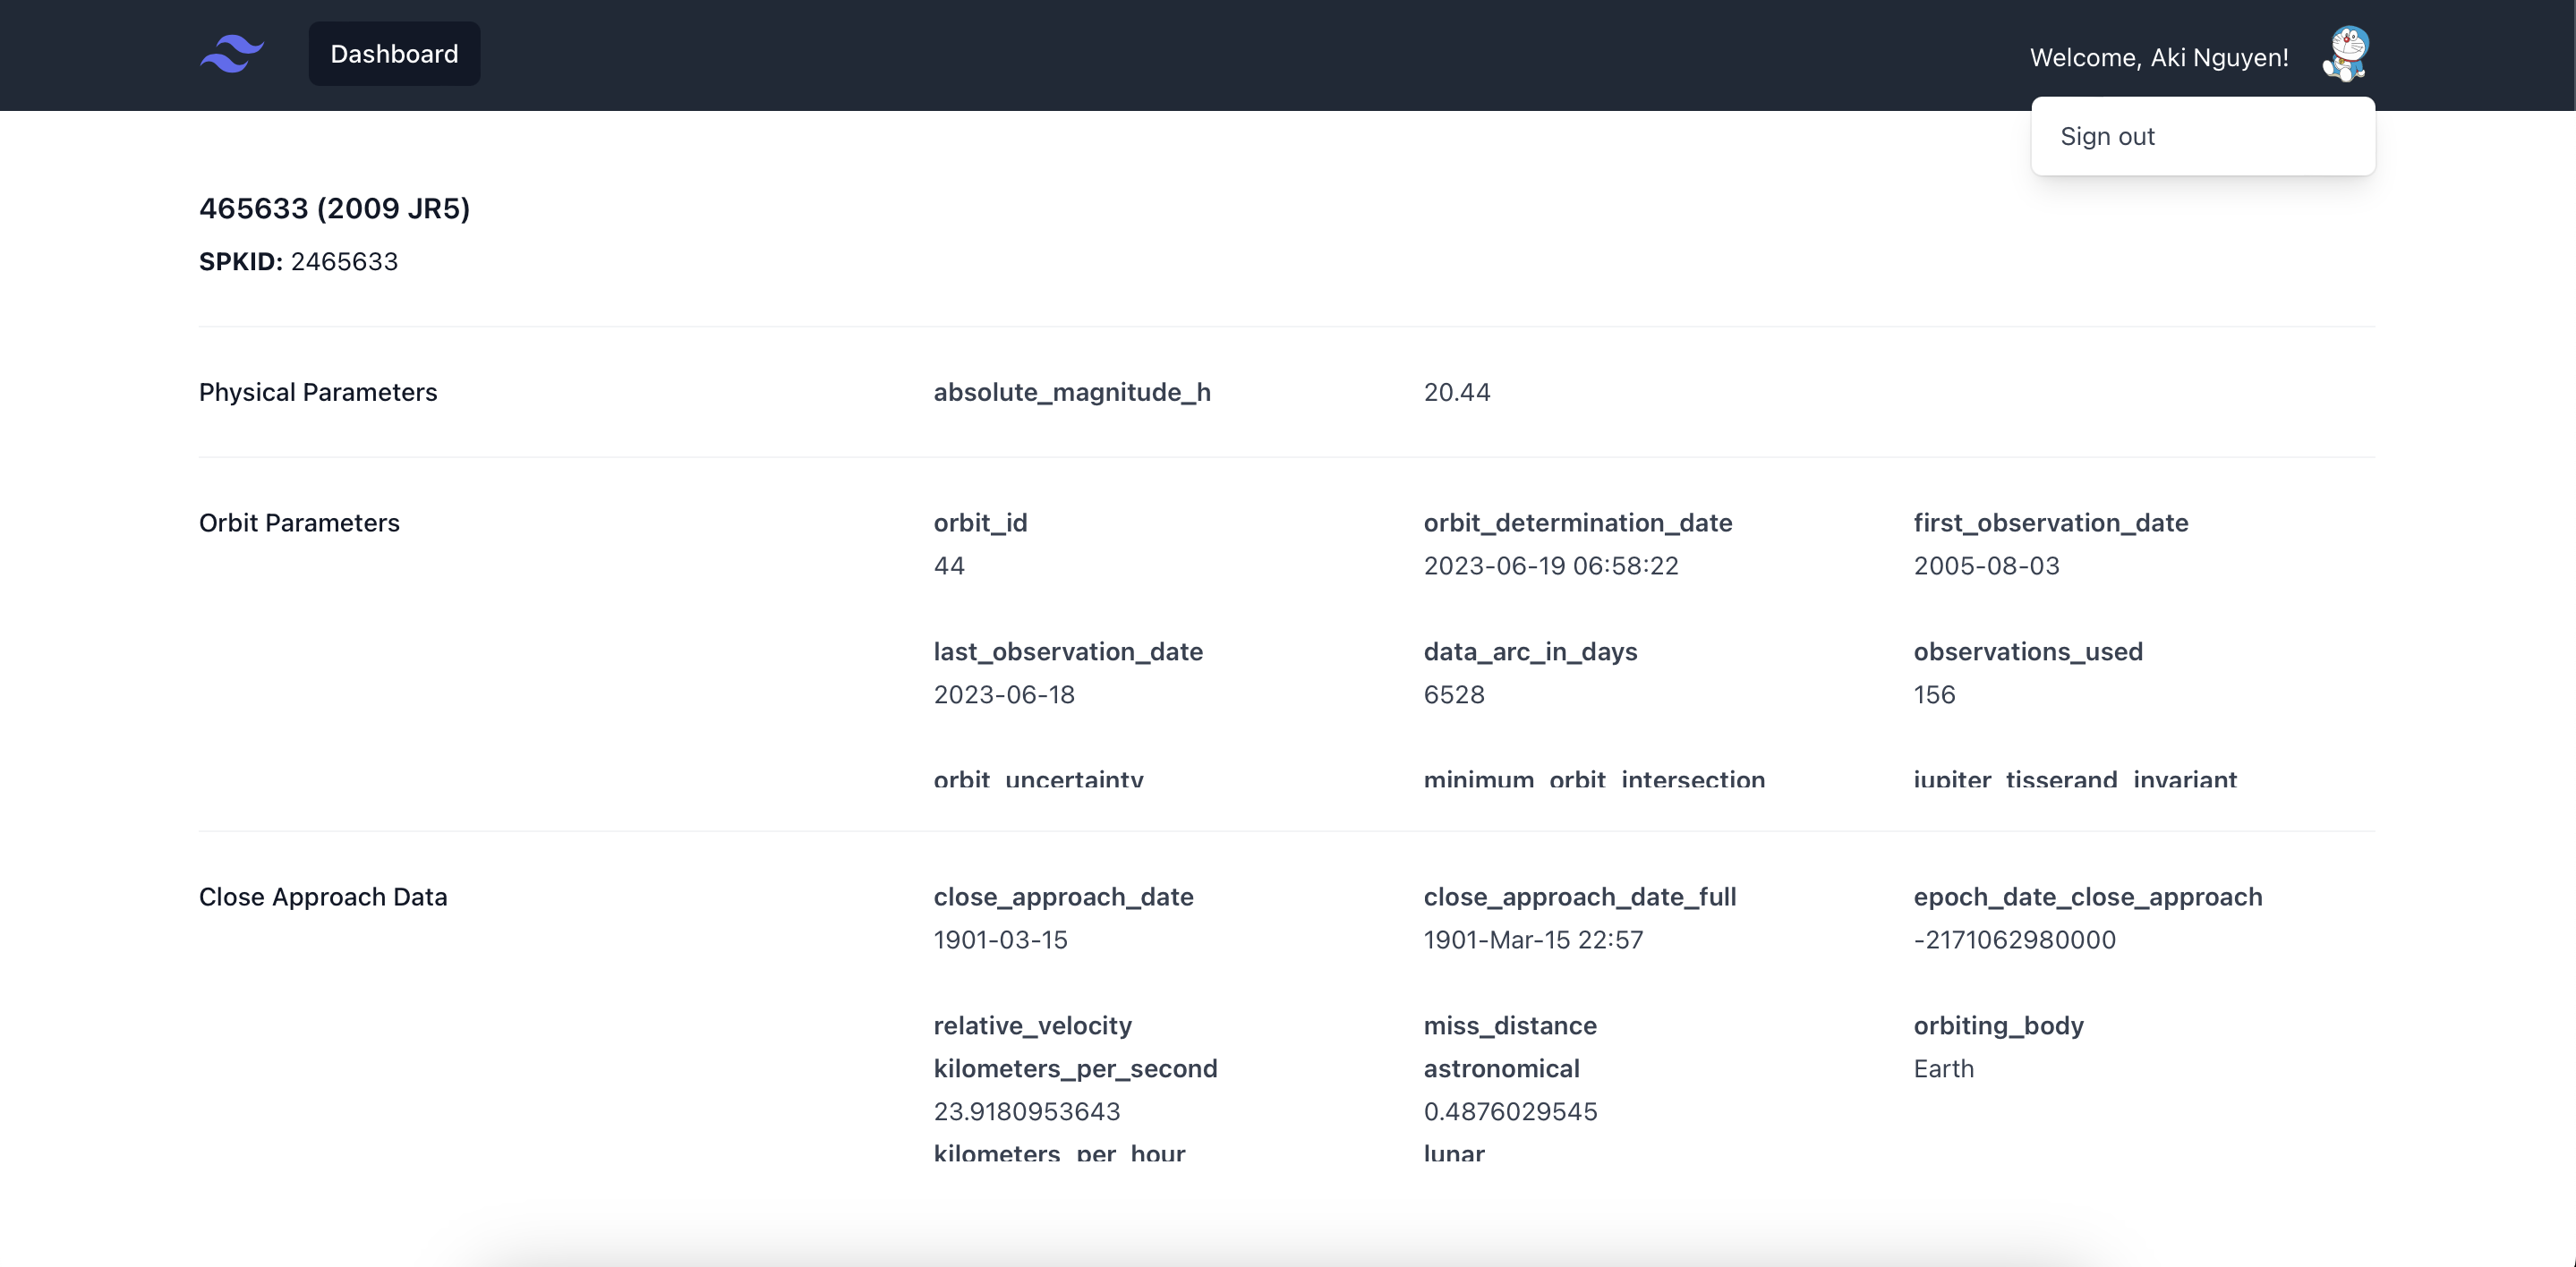 Dashboard
Welcome, Aki Nguyen!
Sign out
465633 (2009 JR5)
SPKID: 2465633
Physical Parameters
absolute_magnitude_h
20.44
Orbit Parameters
orbit_id
44
orbit_determination_date
2023-06-19 06:58:22
first_observation_date
2005-08-03
last_observation_date
2023-06-18
data_arc_in_days
6528
observations_used
156
orbit_uncertainty
minimum_orbit_intersection
jupiter_tisserand_invariant
Close Approach Data
close_approach_date
1901-03-15
close_approach_date_full
1901-Mar-15 22:57
epoch_date_close_approach
-2171062980000
relative_velocity
kilometers_per_second
23.9180953643
kilometers_per_hour
miss_distance
astronomical
0.4876029545
lunar
orbiting_body
Earth